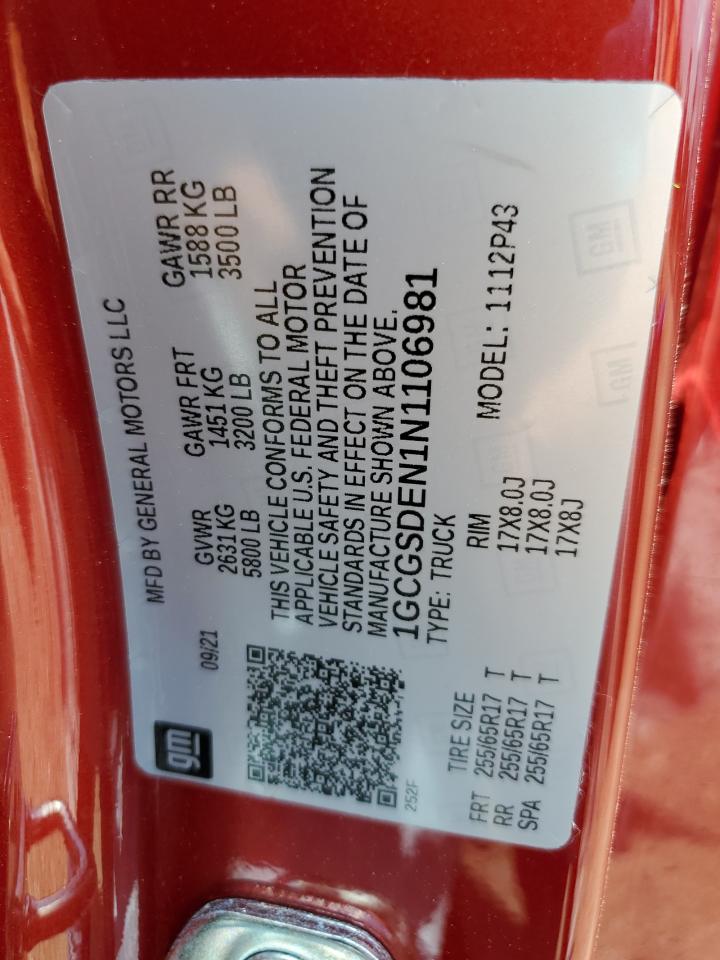 gm
MFD BY GENERAL MOTORS LLC
09/21
GVWR GAWR FRT GAWR RR
2631 KG 1451 KG 1588 KG
5800 LB 3200 LB 3500 LB
THIS VEHICLE CONFORMS TO ALL
APPLICABLE U.S. FEDERAL MOTOR
VEHICLE SAFETY AND THEFT PREVENTION
STANDARDS IN EFFECT ON THE DATE OF
MANUFACTURE SHOWN ABOVE.
1GCGSDEN1N1106981
TYPE: TRUCK
252F
TIRE SIZE RIM MODEL: 1112P43
FRT 255/65R17 T 17X8.0J
RR 255/65R17 T 17X8.0J
SPA 255/65R17 T 17X8J
GM
GM